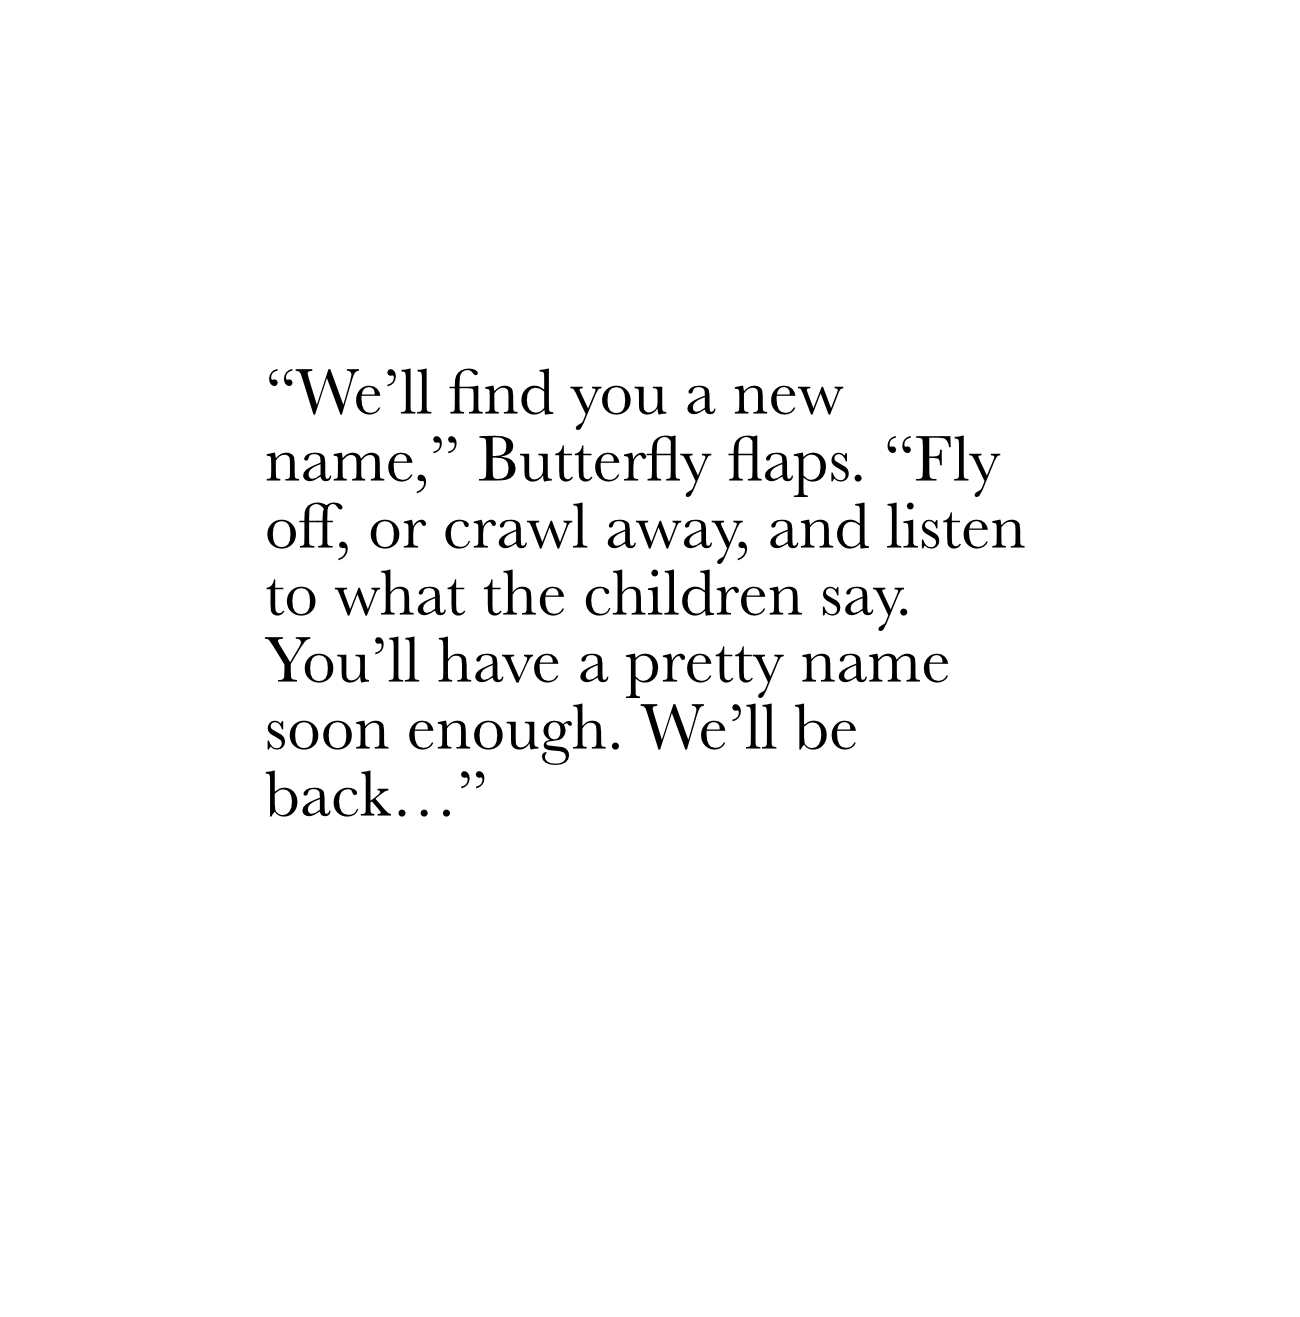 “We’ll find you a new
name,” Butterfly flaps. “Fly
off, or crawl away, and listen
to what the children say.
You’ll have a pretty name
soon enough. We’ll be
back…”